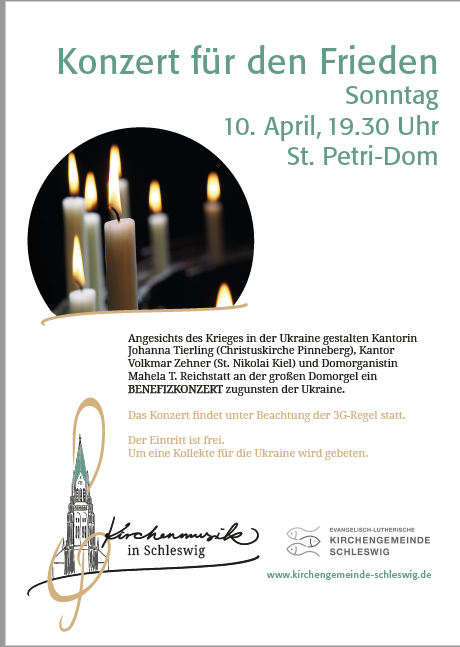 Konzert für den Frieden
Sonntag
10. April, 19.30 Uhr
St. Petri-Dom
Angesichts des Krieges in der Ukraine gestalten Kantorin
Johanna Tierling (Christuskirche Pinneberg), Kantor
Volkmar Zehner (St. Nikolai Kiel) und Domorganistin
Mahela T. Reichstatt an der großen Domorgel ein
BENEFIZKONZERT zugunsten der Ukraine.
Das Konzert findet unter Beachtung der 3G-Regel statt.
Der Eintritt ist frei.
Um eine Kollekte für die Ukraine wird gebeten.
Kirchenmusik
in Schleswig
EVANGELISCH-LUTHERISCHE
KIRCHENGEMEINDE
SCHLESWIG
www.kirchengemeinde-schleswig.de